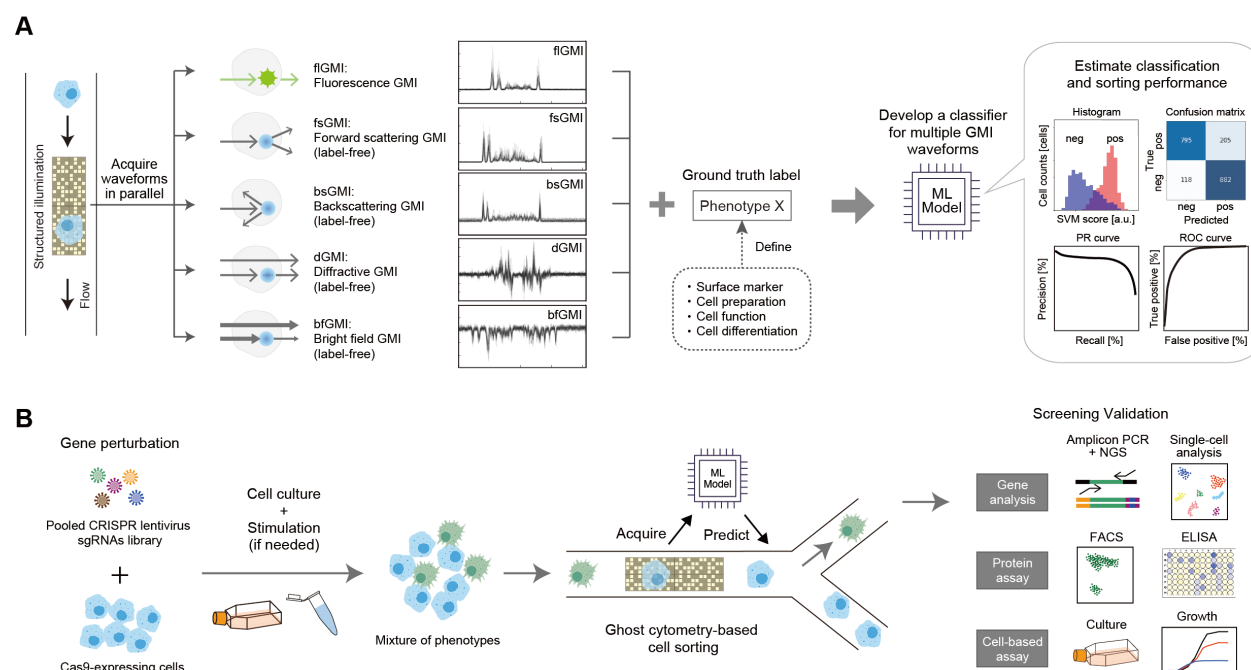 A
Structured illumination
Flow
Acquire
waveforms
in parallel
flGMI:
Fluorescence GMI
fsGMI:
Forward scattering GMI
(label-free)
bsGMI:
Backscattering GMI
(label-free)
dGMI:
Diffractive GMI
(label-free)
bfGMI:
Bright field GMI
(label-free)
flGMI
fsGMI
bsGMI
dGMI
bfGMI
Ground truth label
Phenotype X
Define
• Surface marker
• Cell preparation
• Cell function
• Cell differentiation
Develop a classifier
for multiple GMI
waveforms
ML
Model
Estimate classification
and sorting performance
Histogram
neg pos
Cell counts [cells]
SVM score [a.u.]
Confusion matrix
True
neg pos
795 205
118 882
neg pos
Predicted
PR curve
Precision [%]
Recall [%]
ROC curve
True positive [%]
False positive [%]
B
Gene perturbation
Pooled CRISPR lentivirus
sgRNAs library
+
Cas9-expressing cells
Cell culture
+
Stimulation
(if needed)
Mixture of phenotypes
ML
Model
Acquire
Predict
Ghost cytometry-based
cell sorting
Screening Validation
Gene
analysis
Amplicon PCR
+ NGS
Single-cell
analysis
Protein
assay
FACS
ELISA
Cell-based
assay
Culture
Growth